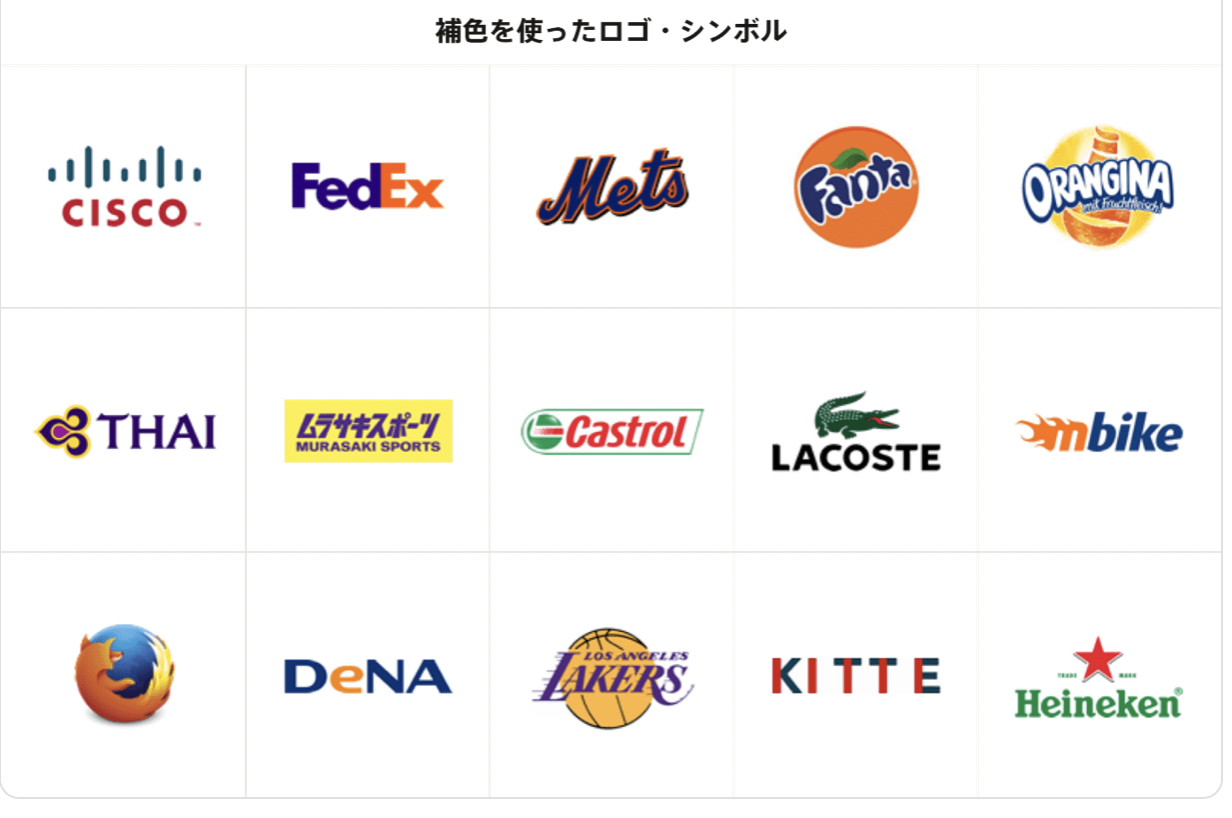 補色を使ったロゴ・シンボル
CISCO™
FedEx
Mets
Fanta
ORANGINA
mit Fruchtfleisch!
THAI
ムラサキスポーツ
MURASAKI SPORTS
Castrol
LACOSTE
mbike
DeNA
LOS ANGELES
LAKERS
KITTE
TRADE MARK
Heineken®